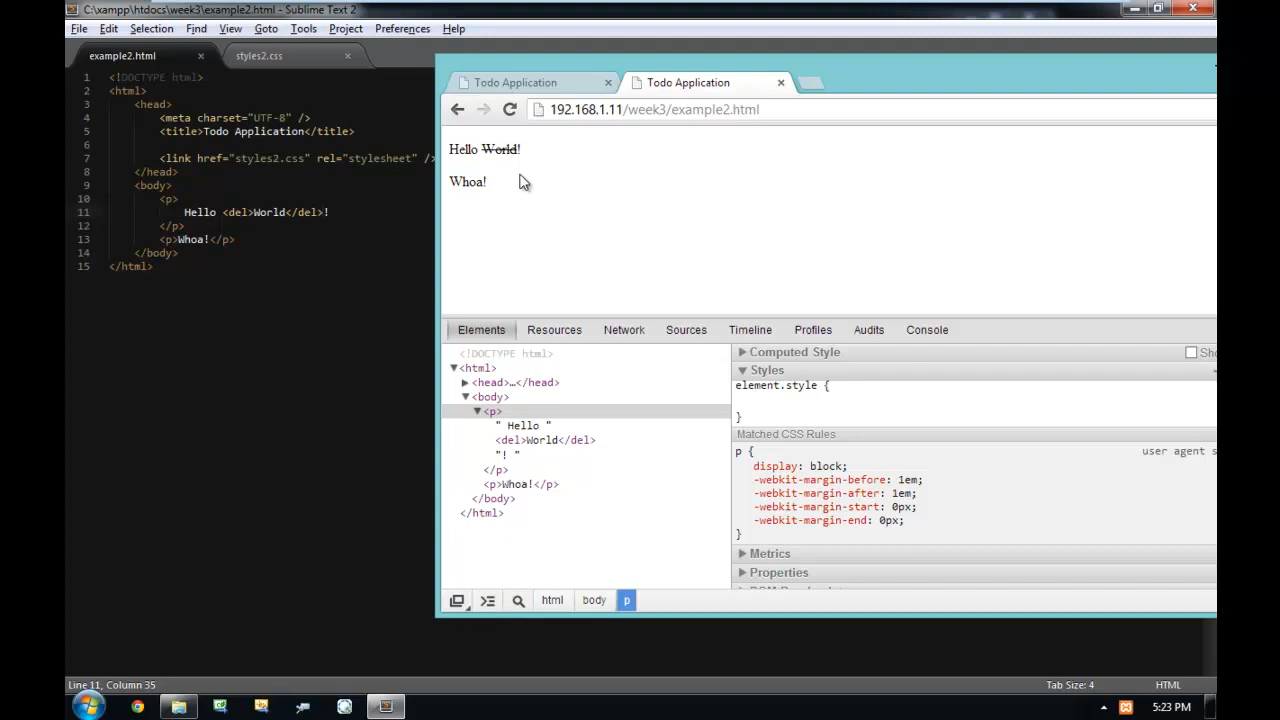 C:\xampp\htdocs\week3\example2.html - Sublime Text 2
File Edit Selection Find View Goto Tools Project Preferences Help
example2.html
styles2.css
1 <!DOCTYPE html>
2 <html>
3 <head>
4 <meta charset="UTF-8" />
5 <title>Todo Application</title>
6
7 <link href="styles2.css" rel="stylesheet" />
8 </head>
9 <body>
10 <p>
11 Hello <del>World</del>!
12 </p>
13 <p>Whoa!</p>
14 </body>
15 </html>
Todo Application
Todo Application
192.168.1.11/week3/example2.html
Hello World!
Whoa!
Elements Resources Network Sources Timeline Profiles Audits Console
<!DOCTYPE html>
<html>
<head>…</head>
<body>
<p>
" Hello "
<del>World</del>
"! "
</p>
<p>Whoa!</p>
</body>
</html>
Computed Style
Styles
element.style {
}
Matched CSS Rules
p { user agent s
display: block;
-webkit-margin-before: 1em;
-webkit-margin-after: 1em;
-webkit-margin-start: 0px;
-webkit-margin-end: 0px;
}
Metrics
Properties
html body p
Line 11, Column 35
Tab Size: 4
HTML
5:23 PM